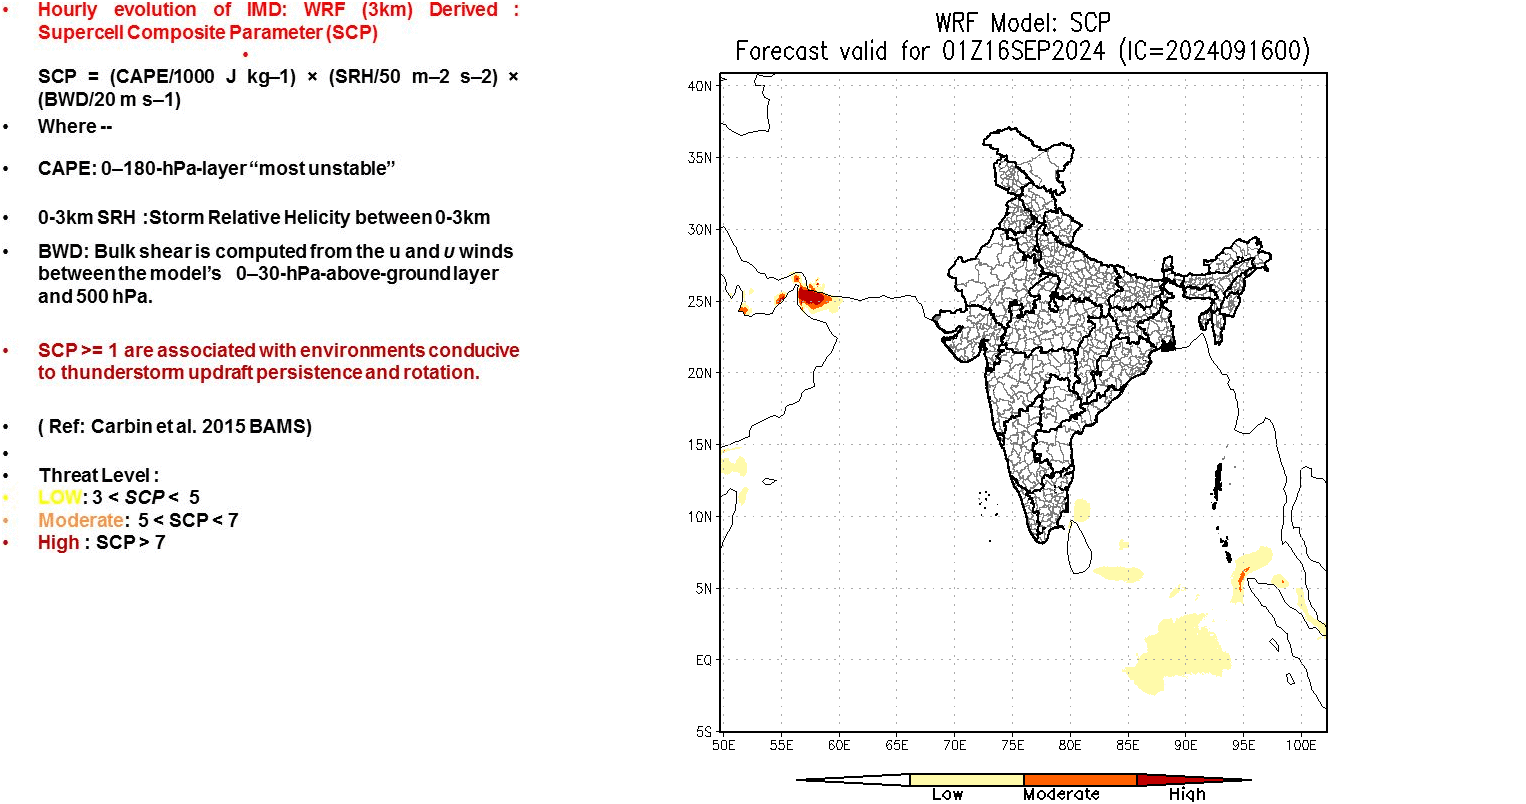 • Hourly evolution of IMD: WRF (3km) Derived :
Supercell Composite Parameter (SCP)
•
SCP = (CAPE/1000 J kg–1) × (SRH/50 m–2 s–2) ×
(BWD/20 m s–1)
• Where --
• CAPE: 0–180-hPa-layer “most unstable”
• 0-3km SRH :Storm Relative Helicity between 0-3km
• BWD: Bulk shear is computed from the u and υ winds
between the model’s 0–30-hPa-above-ground layer
and 500 hPa.
• SCP >= 1 are associated with environments conducive
to thunderstorm updraft persistence and rotation.
• ( Ref: Carbin et al. 2015 BAMS)
•
• Threat Level :
• LOW: 3 < SCP < 5
• Moderate: 5 < SCP < 7
• High : SCP > 7
WRF Model: SCP
Forecast valid for 01Z16SEP2024 (IC=2024091600)
40N
35N
30N
25N
20N
15N
10N
5N
EQ
5S
50E 55E 60E 65E 70E 75E 80E 85E 90E 95E 100E
Low Moderate High